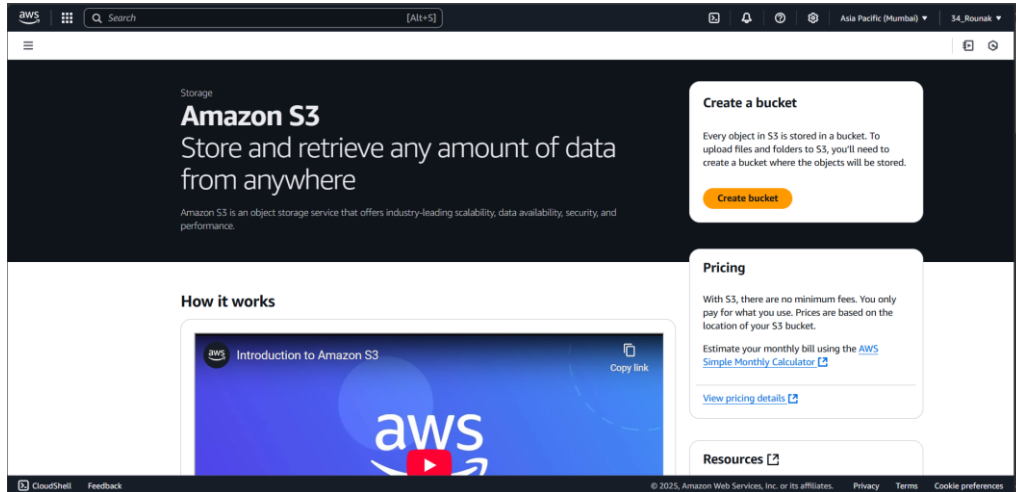 aws
Search
[Alt+S]
Asia Pacific (Mumbai)
34_Rounak
Storage
Amazon S3
Store and retrieve any amount of data
from anywhere
Amazon S3 is an object storage service that offers industry-leading scalability, data availability, security, and
performance.
Create a bucket
Every object in S3 is stored in a bucket. To
upload files and folders to S3, you'll need to
create a bucket where the objects will be stored.
Create bucket
Pricing
With S3, there are no minimum fees. You only
pay for what you use. Prices are based on the
location of your S3 bucket.
Estimate your monthly bill using the AWS
Simple Monthly Calculator
View pricing details
Resources
How it works
aws
Introduction to Amazon S3
Copy link
aws
CloudShell
Feedback
© 2025, Amazon Web Services, Inc. or its affiliates.
Privacy
Terms
Cookie preferences